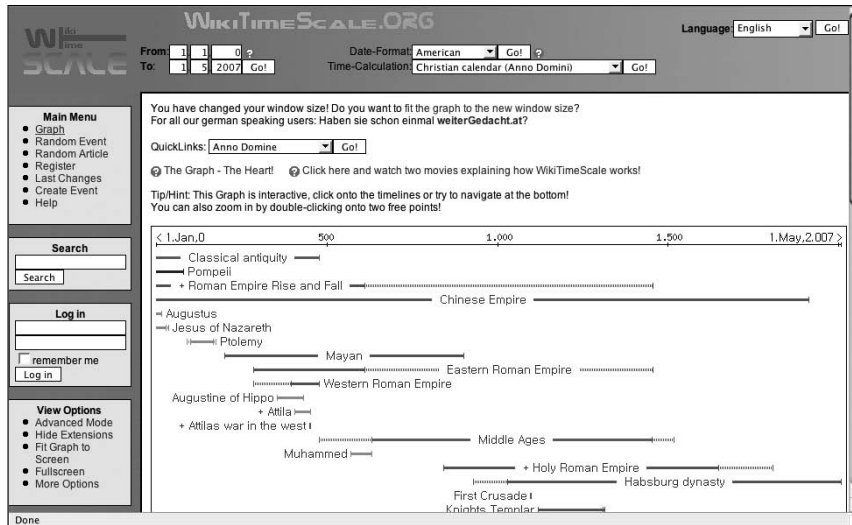 Wiki
Time
SCALE
WikiTimeScale.ORG
Language: English Go!
From: 1 1 0 ? Date-Format: American Go! ?
To: 1 5 2007 Go! Time-Calculation: Christian calendar (Anno Domini) Go!
Main Menu
Graph
Random Event
Random Article
Register
Last Changes
Create Event
Help
Search
Search
Log in
remember me
Log in
View Options
Advanced Mode
Hide Extensions
Fit Graph to
Screen
Fullscreen
More Options
You have changed your window size! Do you want to fit the graph to the new window size?
For all our german speaking users: Haben sie schon einmal weiterGedacht.at?
QuickLinks: Anno Domine Go!
? The Graph - The Heart! ? Click here and watch two movies explaining how WikiTimeScale works!
Tip/Hint: This Graph is interactive, click onto the timelines or try to navigate at the bottom!
You can also zoom in by double-clicking onto two free points!
< 1.Jan,0 500 1.000 1.500 1.May,2.007 >
Classical antiquity
Pompeii
+ Roman Empire Rise and Fall
Chinese Empire
Augustus
Jesus of Nazareth
Ptolemy
Mayan
Eastern Roman Empire
Western Roman Empire
Augustine of Hippo
+ Attila
+ Attilas war in the west
Middle Ages
Muhammed
+ Holy Roman Empire
Habsburg dynasty
First Crusade
Knights Templar
Done